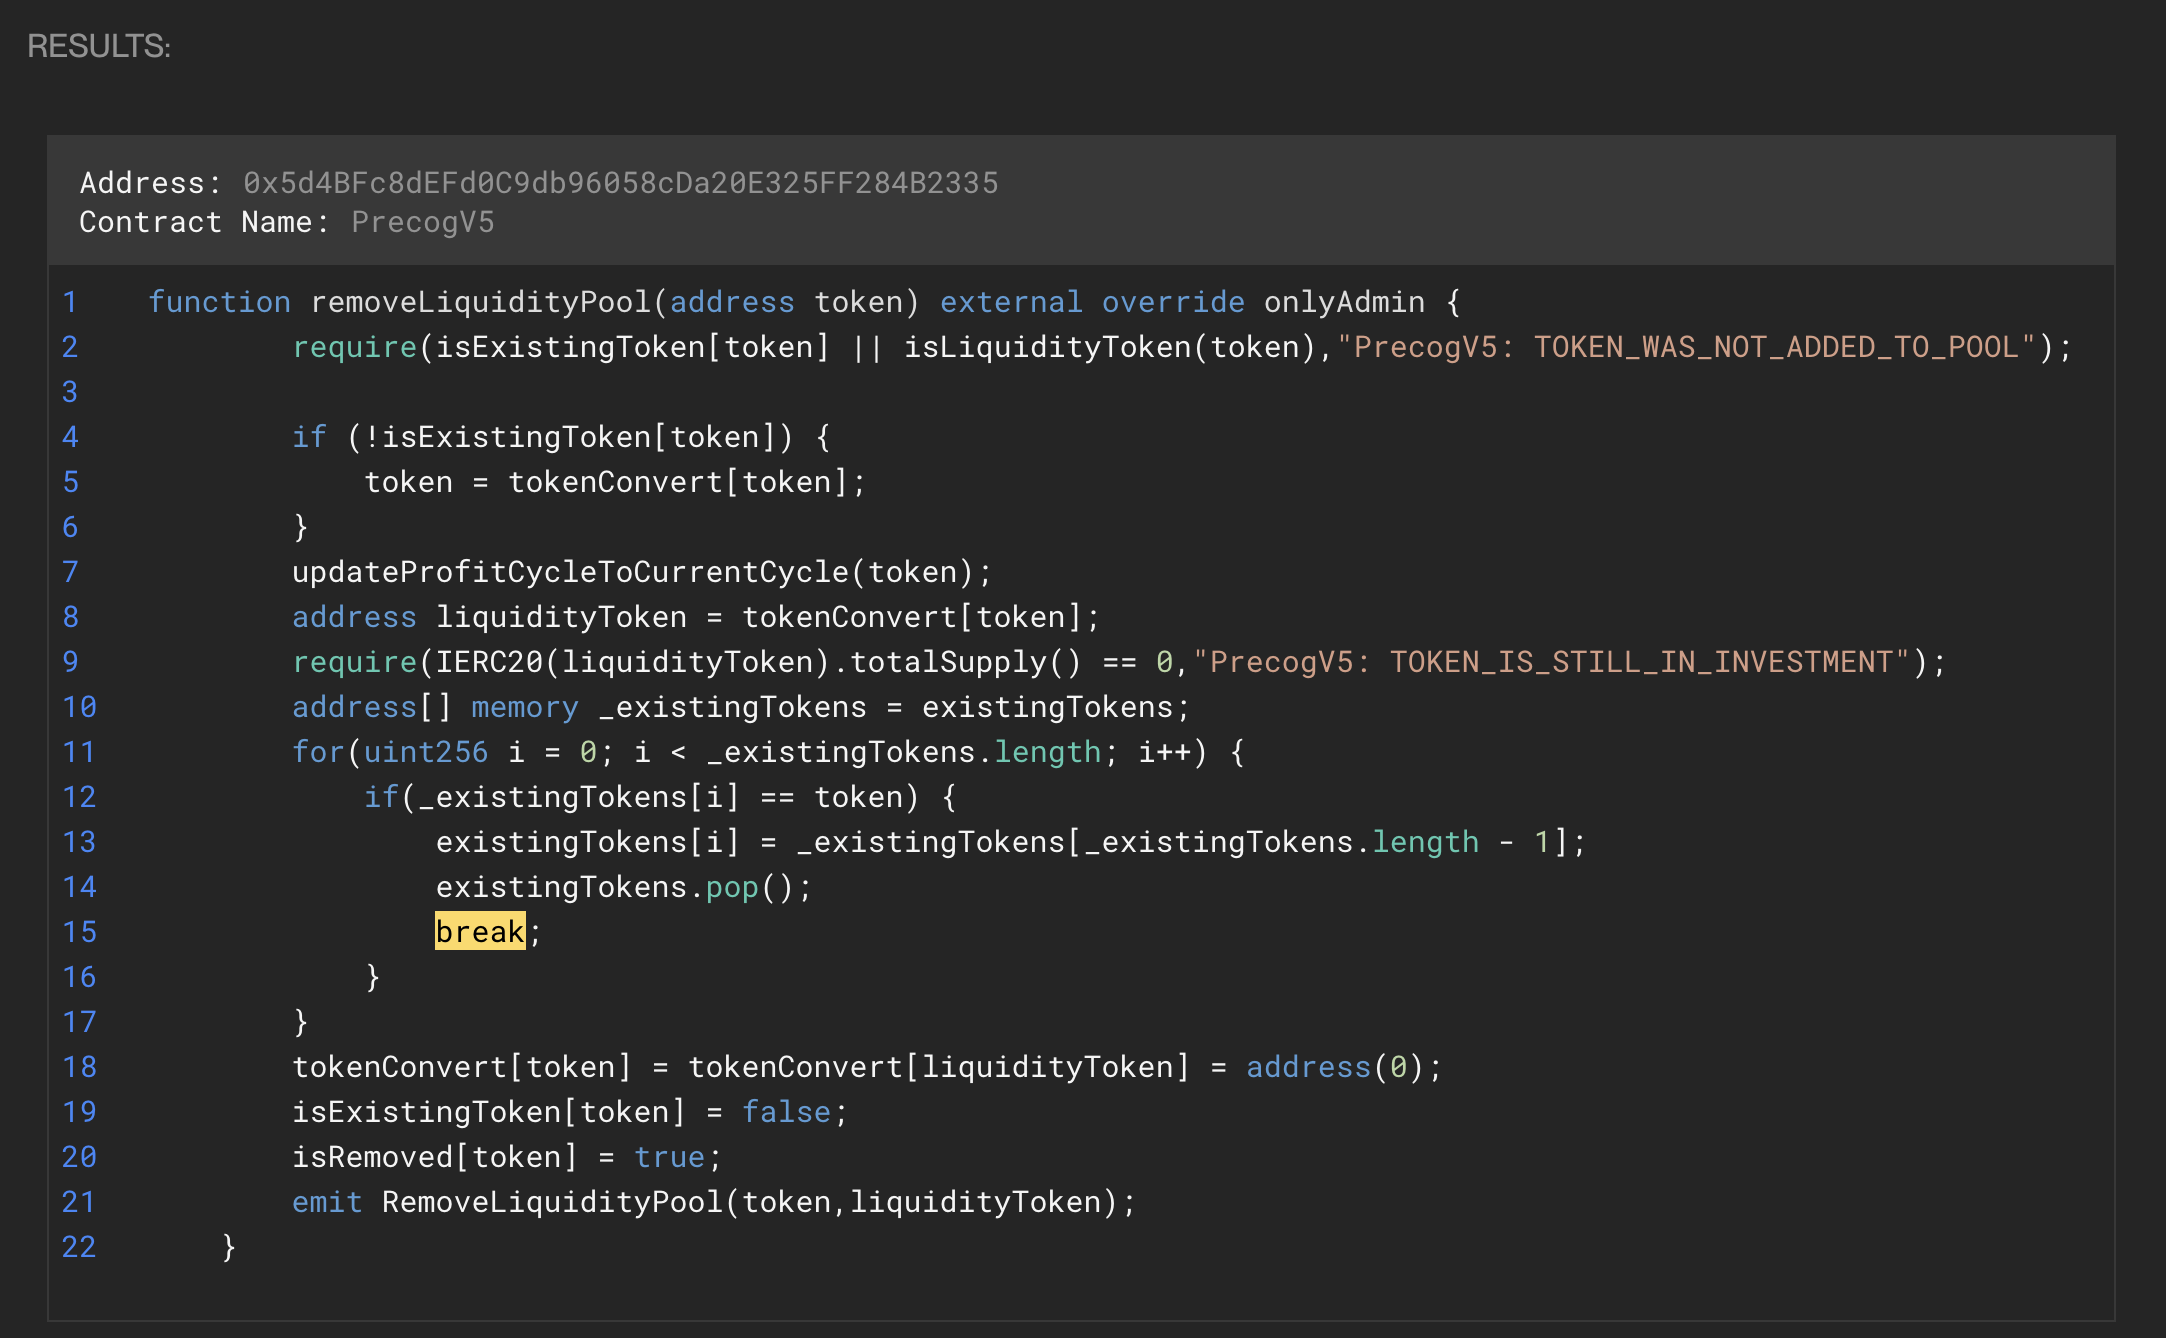 RESULTS:
Address: 0x5d4BFc8dEFd0C9db96058cDa20E325FF284B2335
Contract Name: PrecogV5
1 function removeLiquidityPool(address token) external override onlyAdmin {
2 require(isExistingToken[token] || isLiquidityToken(token),"PrecogV5: TOKEN_WAS_NOT_ADDED_TO_POOL");
3
4 if (!isExistingToken[token]) {
5 token = tokenConvert[token];
6 }
7 updateProfitCycleToCurrentCycle(token);
8 address liquidityToken = tokenConvert[token];
9 require(IERC20(liquidityToken).totalSupply() == 0,"PrecogV5: TOKEN_IS_STILL_IN_INVESTMENT");
10 address[] memory _existingTokens = existingTokens;
11 for(uint256 i = 0; i < _existingTokens.length; i++) {
12 if(_existingTokens[i] == token) {
13 existingTokens[i] = _existingTokens[_existingTokens.length - 1];
14 existingTokens.pop();
15 break;
16 }
17 }
18 tokenConvert[token] = tokenConvert[liquidityToken] = address(0);
19 isExistingToken[token] = false;
20 isRemoved[token] = true;
21 emit RemoveLiquidityPool(token,liquidityToken);
22 }